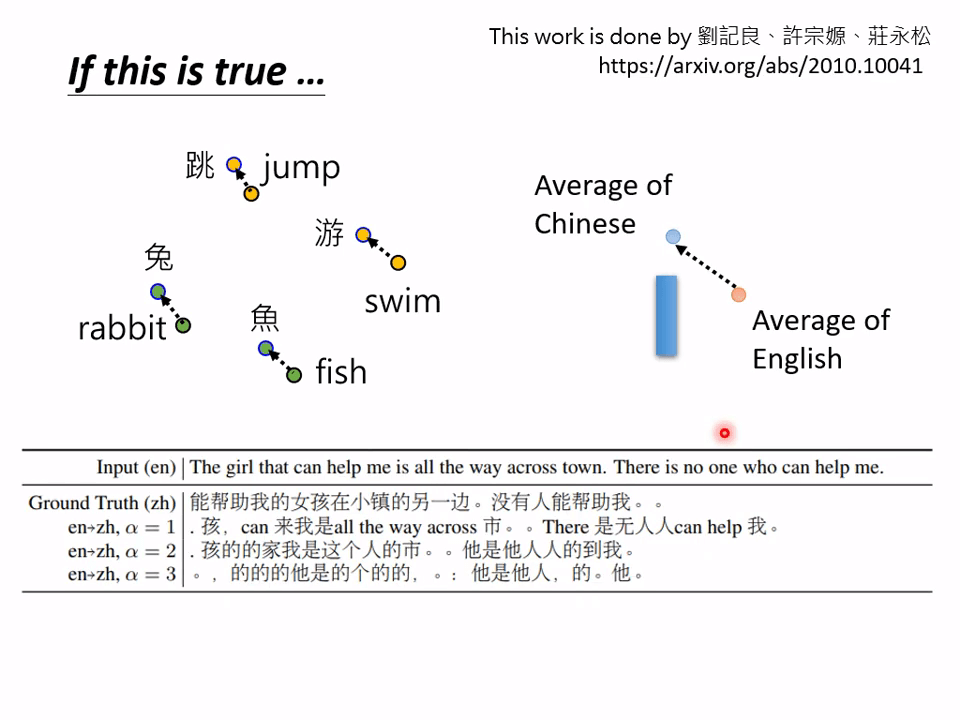 This work is done by 劉記良、許宗嫄、莊永松
https://arxiv.org/abs/2010.10041
If this is true …
跳 jump
游
swim
兔
rabbit
魚
fish
Average of
Chinese
Average of
English
Input (en) The girl that can help me is all the way across town. There is no one who can help me.
Ground Truth (zh) 能帮助我的女孩在小镇的另一边。没有人能帮助我。。
en→zh, α = 1 . 孩，can 来我是all the way across 市。。There 是无人人can help 我。
en→zh, α = 2 . 孩的的家我是这个人的市。。他是他人人的到我。
en→zh, α = 3 。，的的的他是的个的的，。：他是他人，的。他。